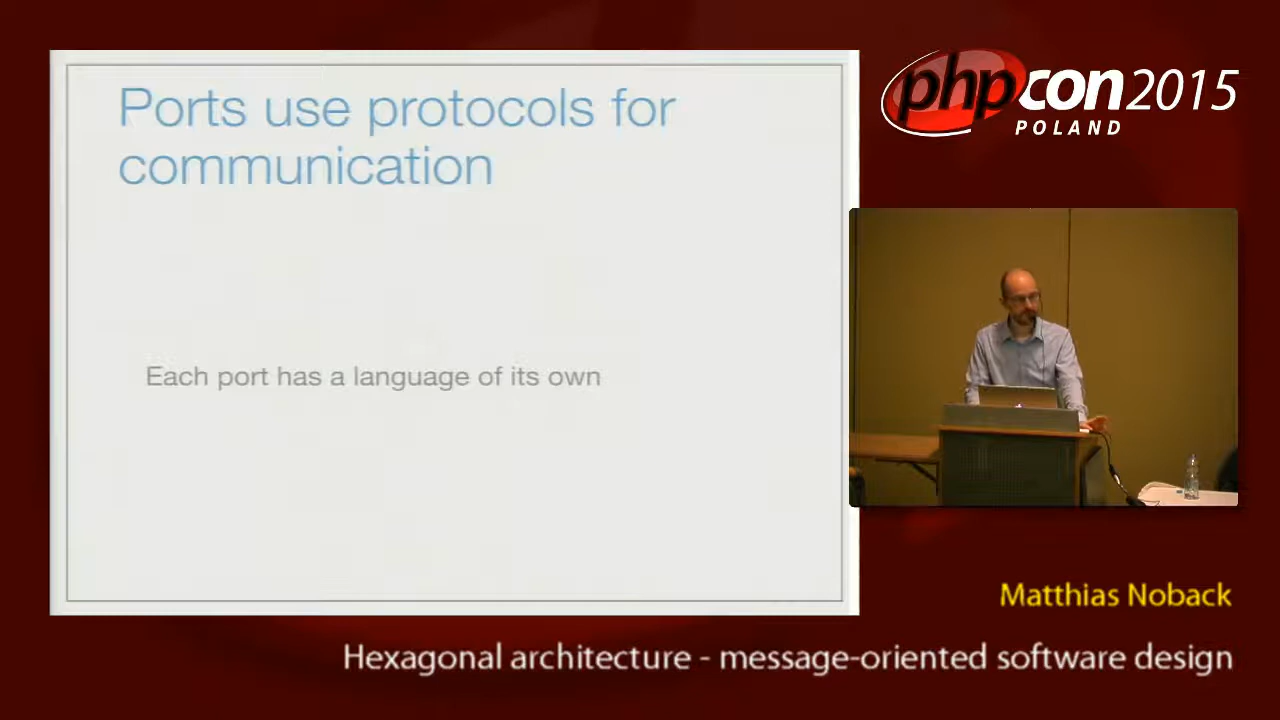 Ports use protocols for
communication
Each port has a language of its own
phpcon2015
POLAND
Matthias Noback
Hexagonal architecture - message-oriented software design